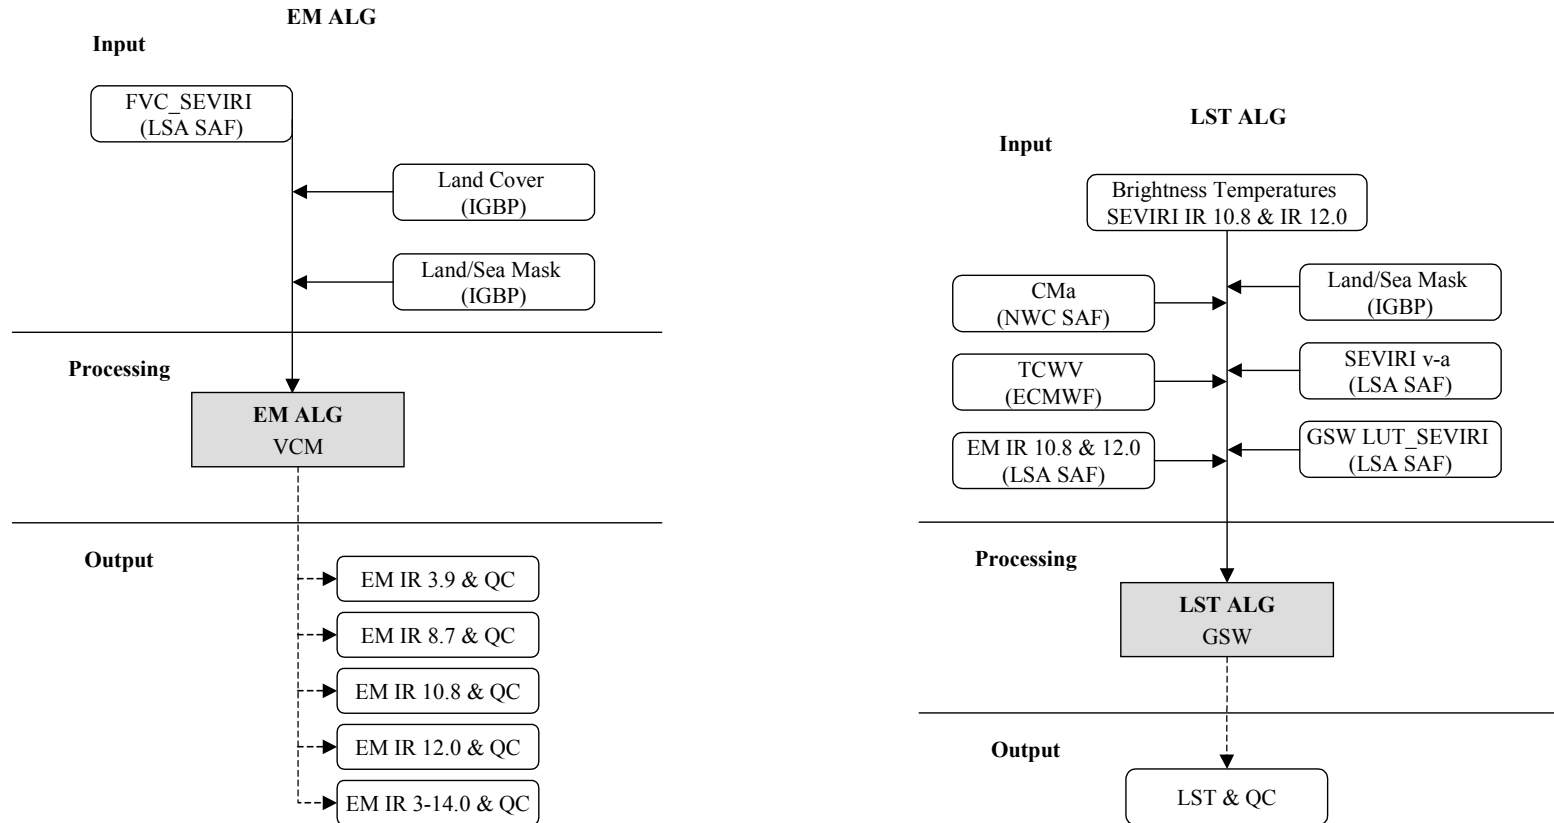 EM ALG
Input
FVC_SEVIRI
(LSA SAF)
Land Cover
(IGBP)
Land/Sea Mask
(IGBP)
Processing
EM ALG
VCM
Output
EM IR 3.9 & QC
EM IR 8.7 & QC
EM IR 10.8 & QC
EM IR 12.0 & QC
EM IR 3-14.0 & QC
LST ALG
Input
Brightness Temperatures
SEVIRI IR 10.8 & IR 12.0
CMa
(NWC SAF)
Land/Sea Mask
(IGBP)
TCWV
(ECMWF)
SEVIRI v-a
(LSA SAF)
EM IR 10.8 & 12.0
(LSA SAF)
GSW LUT_SEVIRI
(LSA SAF)
Processing
LST ALG
GSW
Output
LST & QC